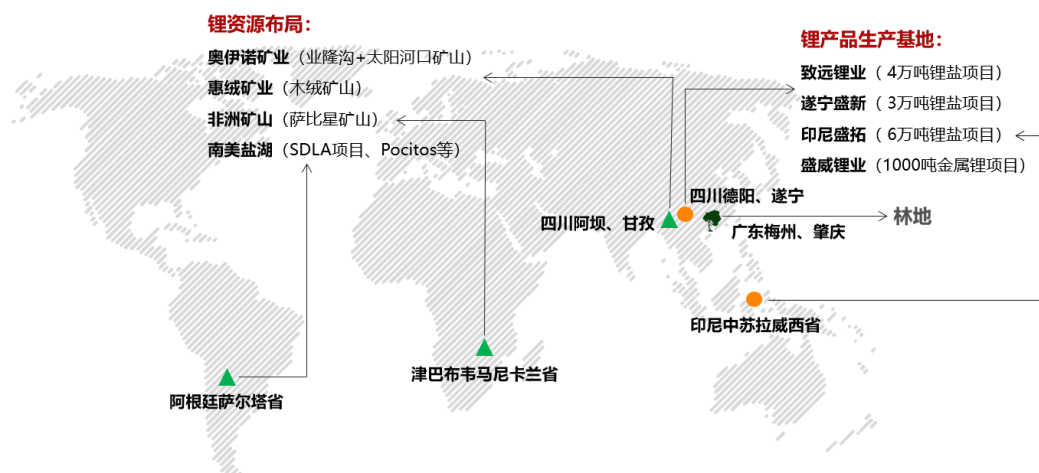 锂资源布局：
奥伊诺矿业（业隆沟+太阳河口矿山）
惠绒矿业（木绒矿山）
非洲矿山（萨比星矿山）
南美盐湖（SDLA项目、Pocitos等）
锂产品生产基地：
致远锂业（ 4万吨锂盐项目）
遂宁盛新（ 3万吨锂盐项目）
印尼盛拓（ 6万吨锂盐项目）
盛威锂业（1000吨金属锂项目）
四川德阳、遂宁
四川阿坝、甘孜
林地
广东梅州、肇庆
印尼中苏拉威西省
津巴布韦马尼卡兰省
阿根廷萨尔塔省